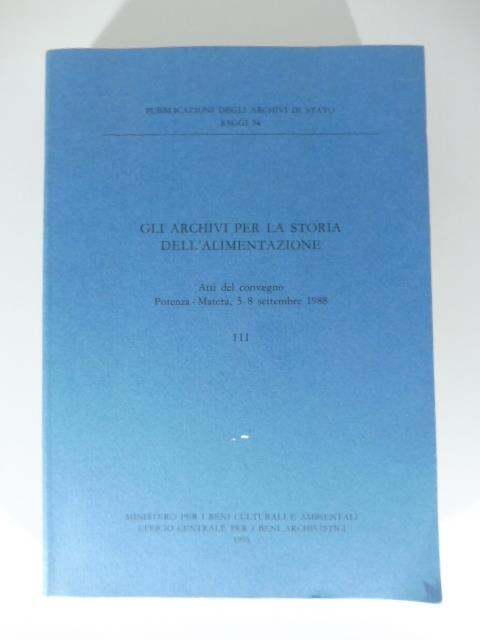 PUBBLICAZIONI DEGLI ARCHIVI DI STATO
SAGGI 34
GLI ARCHIVI PER LA STORIA
DELL'ALIMENTAZIONE
Atti del convegno
Potenza - Matera, 5-8 settembre 1988
III
MINISTERO PER I BENI CULTURALI E AMBIENTALI
UFFICIO CENTRALE PER I BENI ARCHIVISTICI
1995